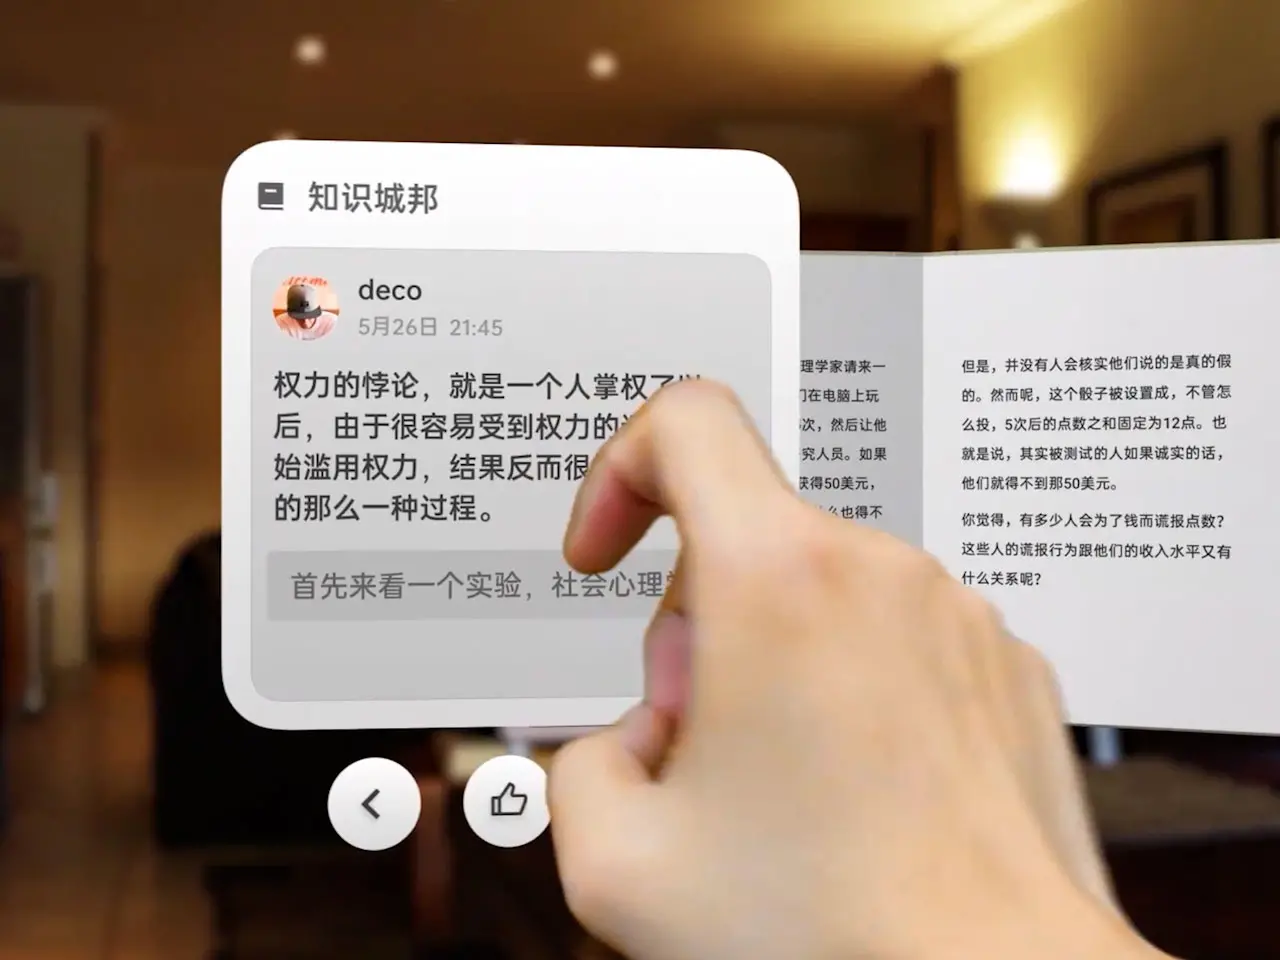 知识城邦
deco
5月26日 21:45
权力的悖论，就是一个人掌权了以
后，由于很容易受到权力的
始滥用权力，结果反而很
的那么一种过程。
首先来看一个实验，社会心理学
理学家请来一
们在电脑上玩
次，然后让他
究人员。如果
获得50美元，
什么也得不
但是，并没有人会核实他们说的是真的假
的。然而呢，这个骰子被设置成，不管怎
么投，5次后的点数之和固定为12点。也
就是说，其实被测试的人如果诚实的话，
他们就得不到那50美元。
你觉得，有多少人会为了钱而谎报点数？
这些人的谎报行为跟他们的收入水平又有
什么关系呢？